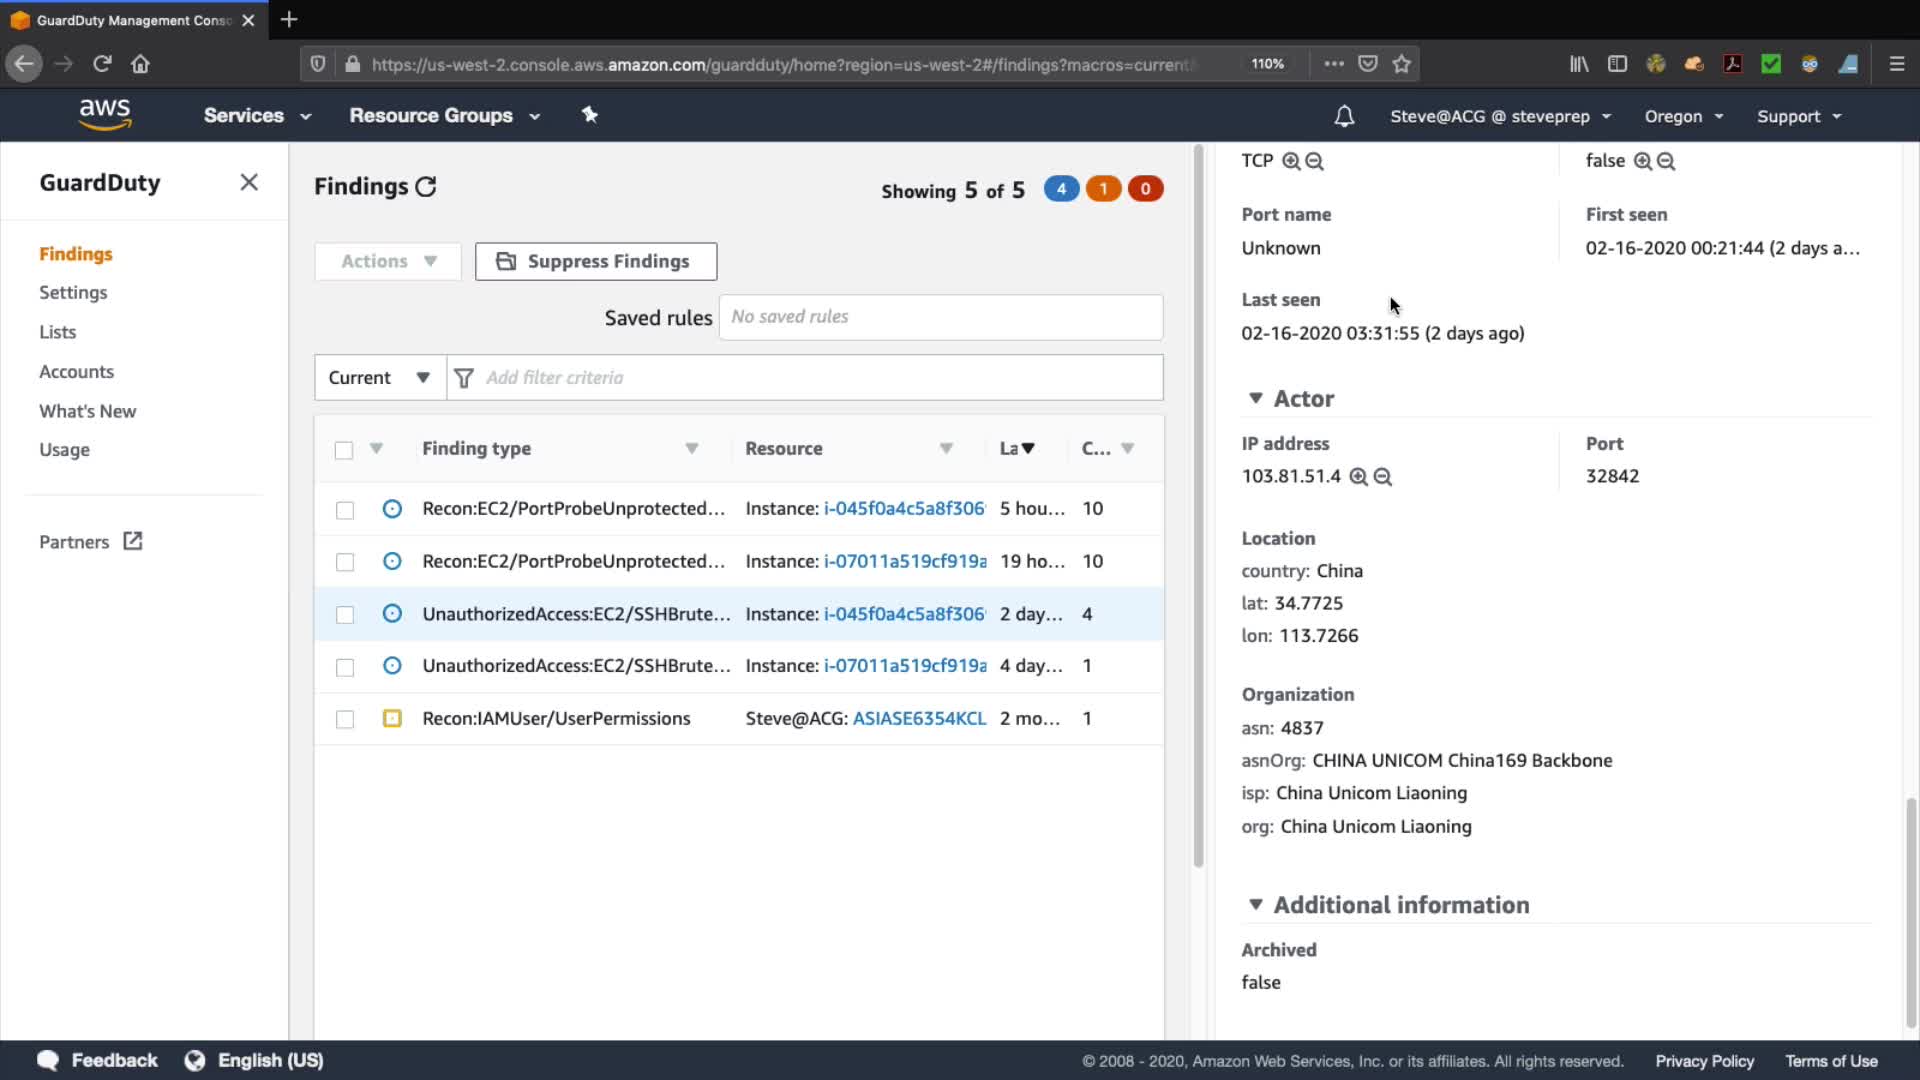 GuardDuty Management Conso
https://us-west-2.console.aws.amazon.com/guardduty/home?region=us-west-2#/findings?macros=current
110%
aws
Services
Resource Groups
Steve@ACG @ steveprep
Oregon
Support
GuardDuty
Findings
Settings
Lists
Accounts
What's New
Usage
Partners
Findings
Showing 5 of 5
4
1
0
Actions
Suppress Findings
Saved rules
No saved rules
Current
Add filter criteria
Finding type
Resource
La
C...
Recon:EC2/PortProbeUnprotected... Instance: i-045f0a4c5a8f306 5 hou... 10
Recon:EC2/PortProbeUnprotected... Instance: i-07011a519cf919a 19 ho... 10
UnauthorizedAccess:EC2/SSHBrute... Instance: i-045f0a4c5a8f306 2 day... 4
UnauthorizedAccess:EC2/SSHBrute... Instance: i-07011a519cf919a 4 day... 1
Recon:IAMUser/UserPermissions Steve@ACG: ASIASE6354KCL 2 mo... 1
TCP
false
Port name
Unknown
First seen
02-16-2020 00:21:44 (2 days a...
Last seen
02-16-2020 03:31:55 (2 days ago)
Actor
IP address
103.81.51.4
Port
32842
Location
country: China
lat: 34.7725
lon: 113.7266
Organization
asn: 4837
asnOrg: CHINA UNICOM China169 Backbone
isp: China Unicom Liaoning
org: China Unicom Liaoning
Additional information
Archived
false
Feedback
English (US)
© 2008 - 2020, Amazon Web Services, Inc. or its affiliates. All rights reserved.
Privacy Policy
Terms of Use